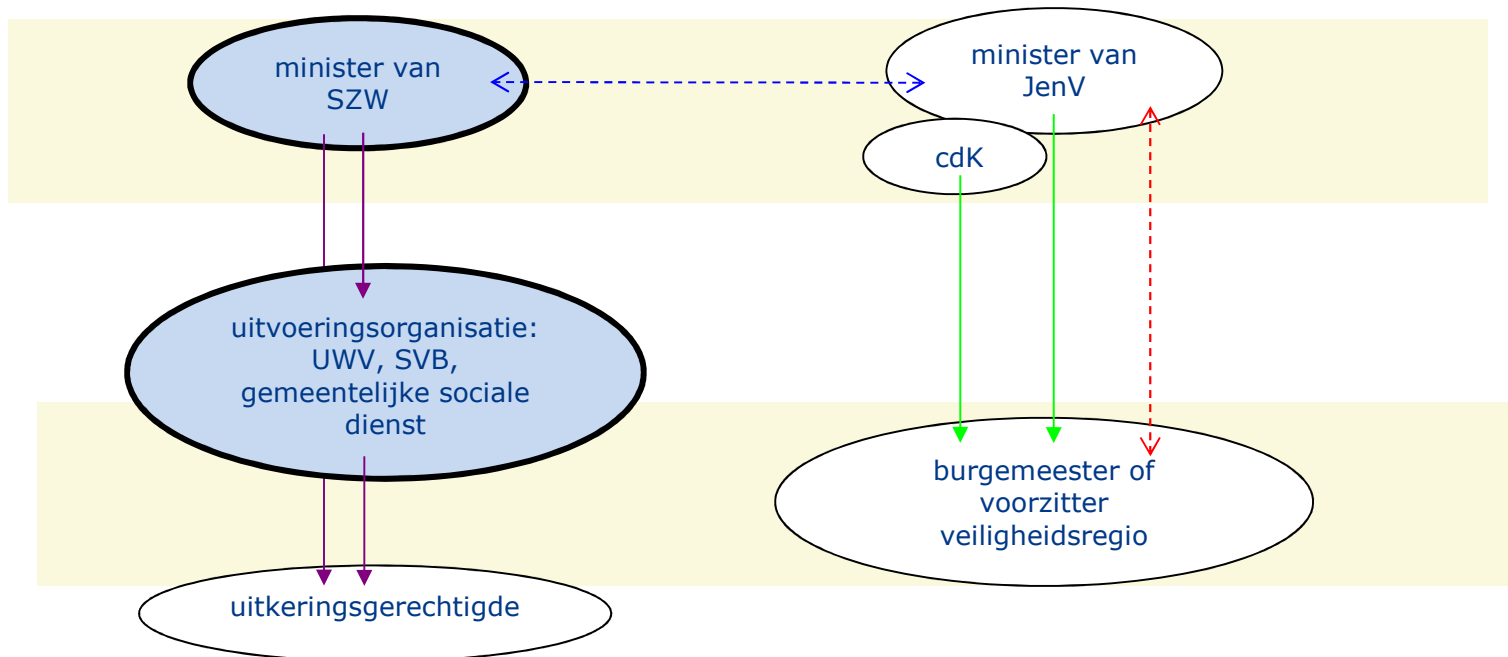 minister van
SZW
minister van
JenV
cdK
uitvoeringsorganisatie:
UWV, SVB,
gemeentelijke sociale
dienst
burgemeester of
voorzitter
veiligheidsregio
uitkeringsgerechtigde